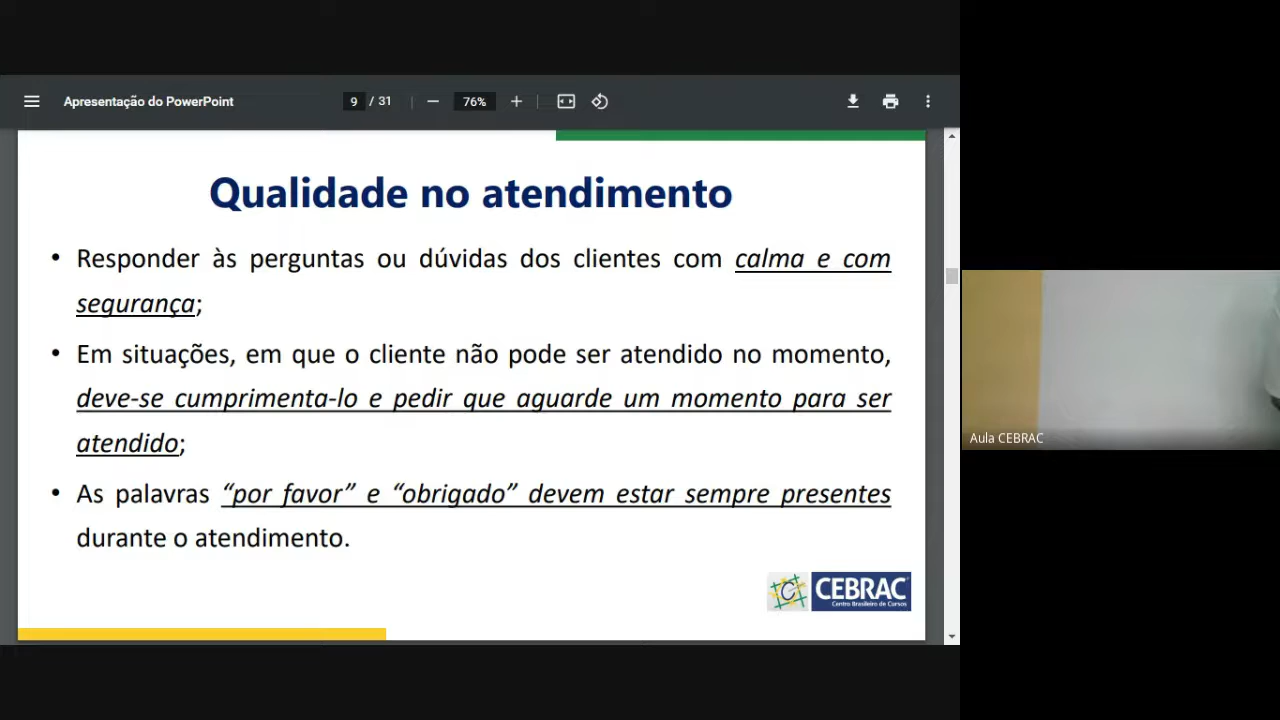 Apresentação do PowerPoint
9 / 31
76%
Qualidade no atendimento
• Responder às perguntas ou dúvidas dos clientes com calma e com
segurança;
• Em situações, em que o cliente não pode ser atendido no momento,
deve-se cumprimenta-lo e pedir que aguarde um momento para ser
atendido;
• As palavras “por favor” e “obrigado” devem estar sempre presentes
durante o atendimento.
C CEBRAC
Centro Brasileiro de Cursos
Aula CEBRAC